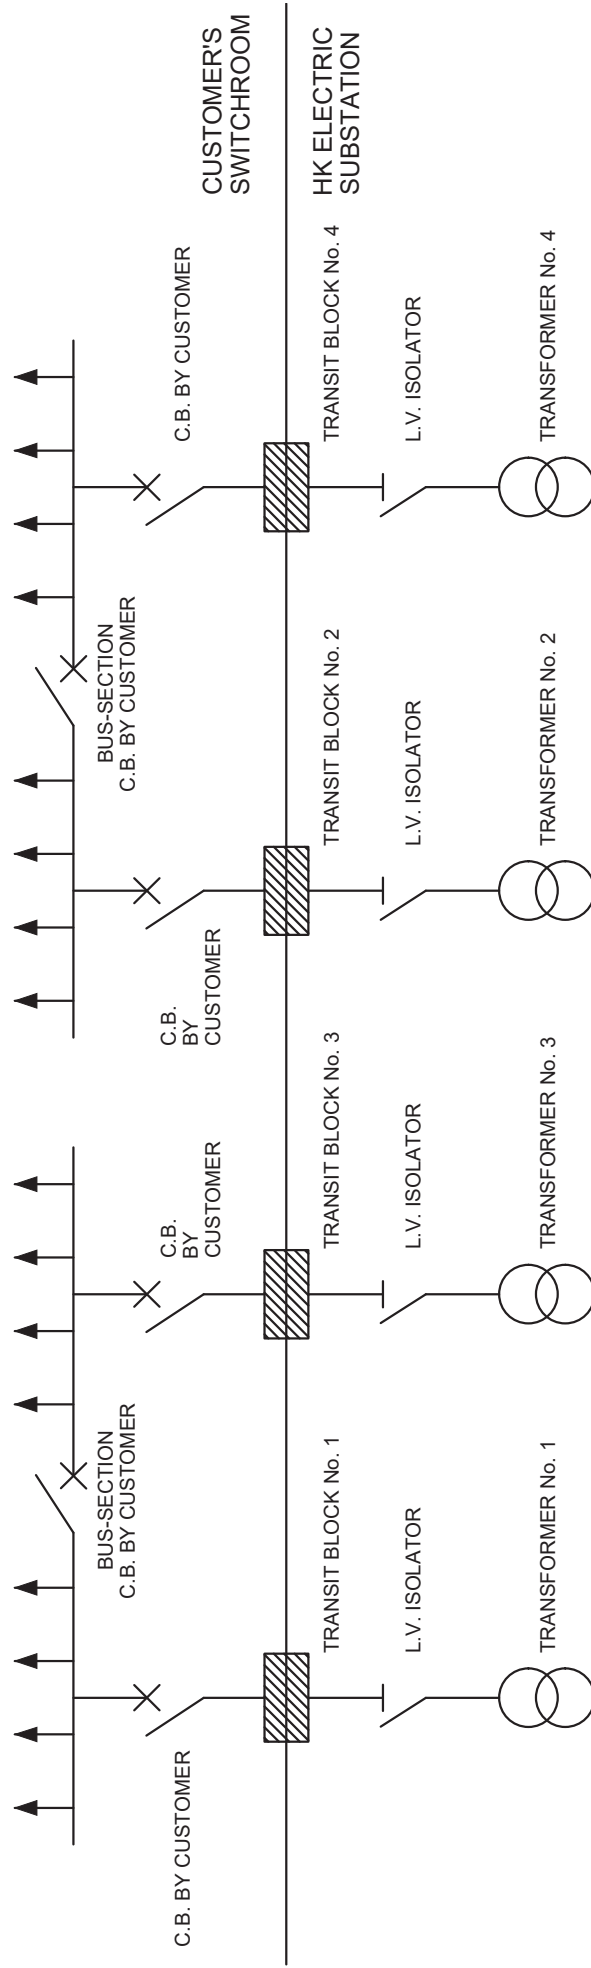 CUSTOMER'S
SWITCHROOM
HK ELECTRIC
SUBSTATION
BUS-SECTION
C.B. BY CUSTOMER
BUS-SECTION
C.B. BY CUSTOMER
C.B. BY CUSTOMER
C.B.
BY
CUSTOMER
C.B.
BY
CUSTOMER
C.B. BY CUSTOMER
TRANSIT BLOCK No. 1
TRANSIT BLOCK No. 3
TRANSIT BLOCK No. 2
TRANSIT BLOCK No. 4
L.V. ISOLATOR
L.V. ISOLATOR
L.V. ISOLATOR
L.V. ISOLATOR
TRANSFORMER No. 1
TRANSFORMER No. 3
TRANSFORMER No. 2
TRANSFORMER No. 4